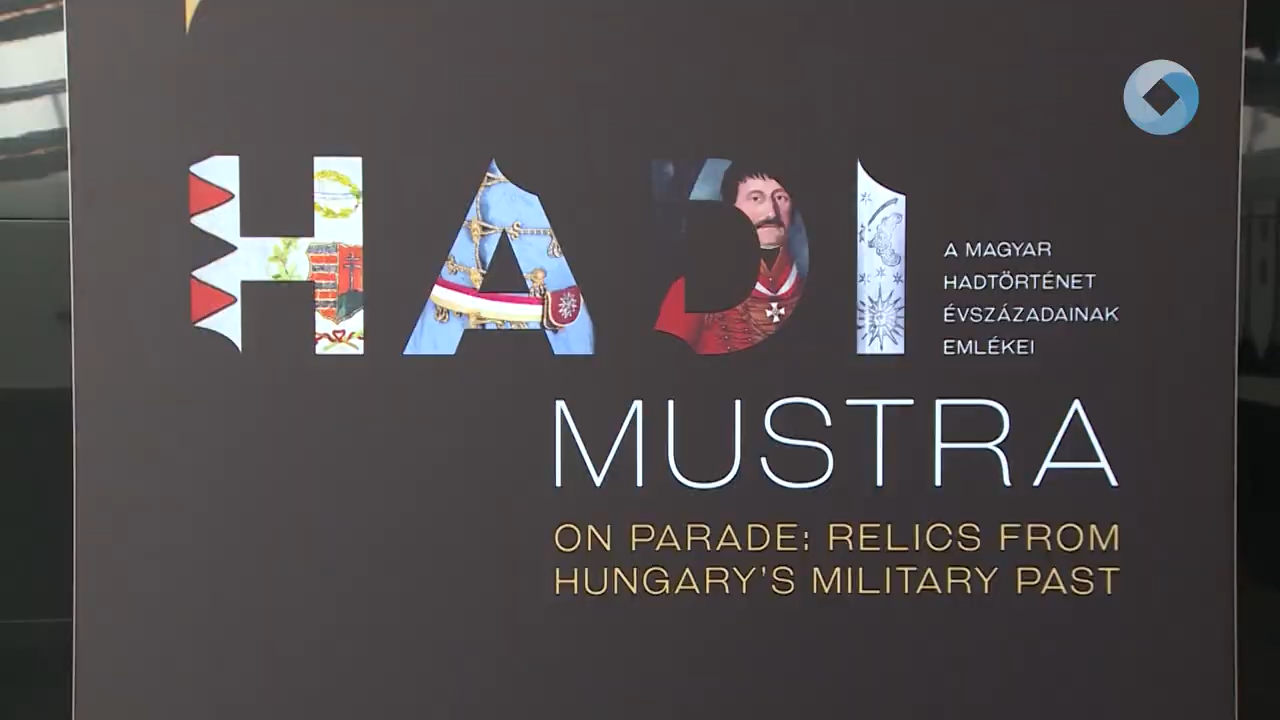 HADI
A MAGYAR
HADTÖRTÉNET
ÉVSZÁZADAINAK
EMLÉKEI
MUSTRA
ON PARADE: RELICS FROM
HUNGARY'S MILITARY PAST